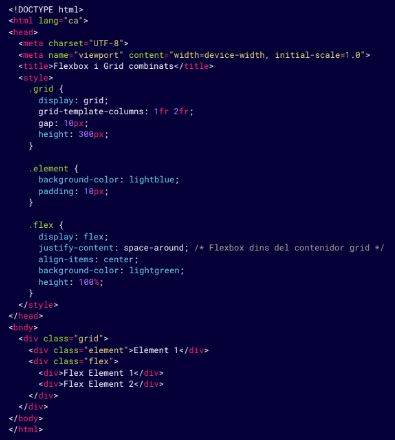 <!DOCTYPE html>
<html lang="ca">
<head>
  <meta charset="UTF-8">
  <meta name="viewport" content="width=device-width, initial-scale=1.0">
  <title>Flexbox i Grid combinats</title>
  <style>
    .grid {
      display: grid;
      grid-template-columns: 1fr 2fr;
      gap: 10px;
      height: 300px;
    }

    .element {
      background-color: lightblue;
      padding: 10px;
    }

    .flex {
      display: flex;
      justify-content: space-around; /* Flexbox dins del contenidor grid */
      align-items: center;
      background-color: lightgreen;
      height: 100%;
    }
  </style>
</head>
<body>
  <div class="grid">
    <div class="element">Element 1</div>
    <div class="flex">
      <div>Flex Element 1</div>
      <div>Flex Element 2</div>
    </div>
  </div>
</body>
</html>